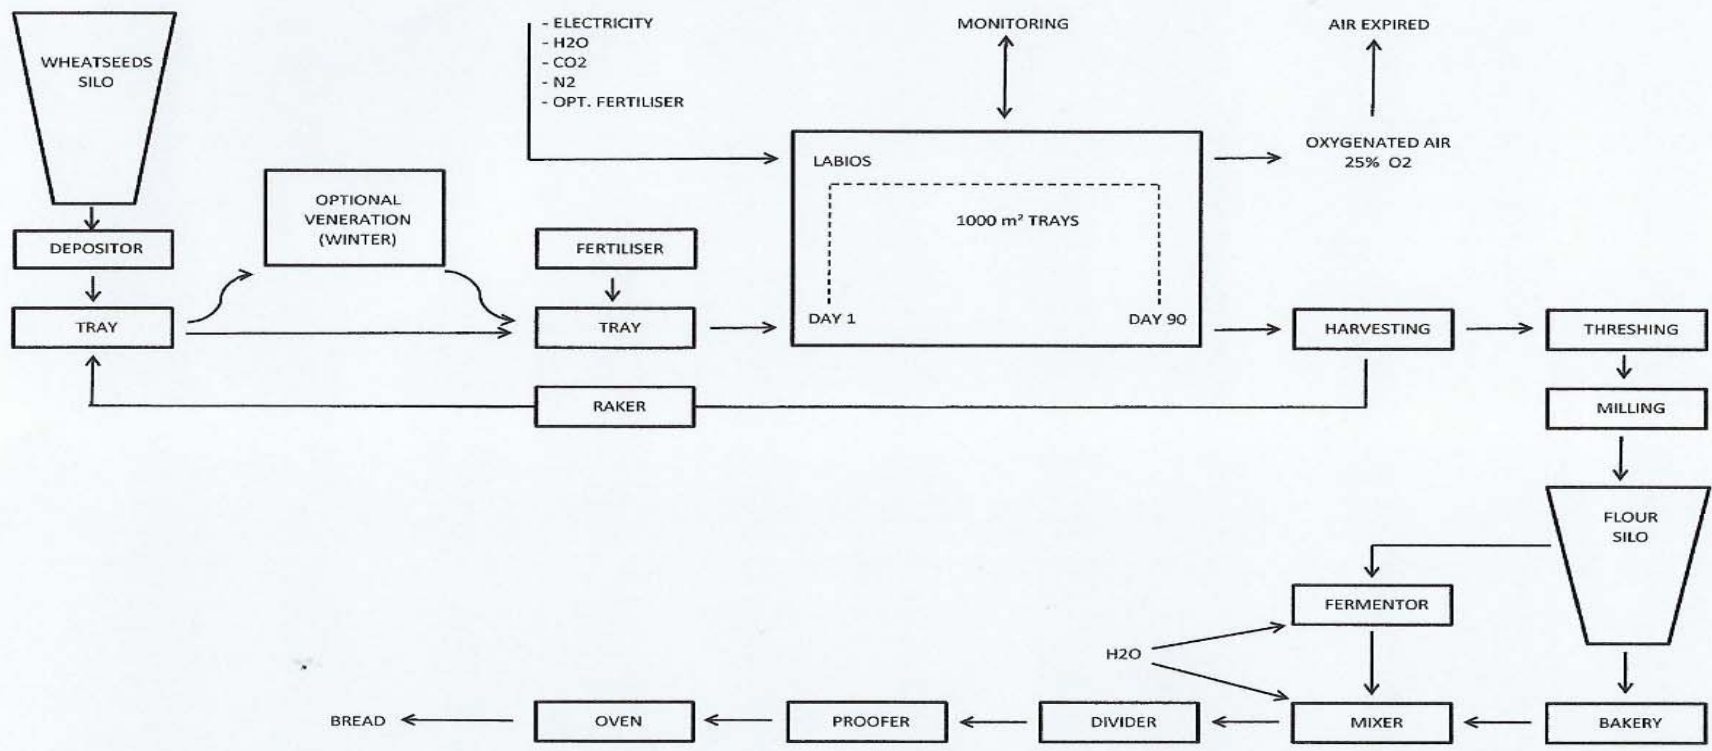 WHEATSEEDS
SILO
- ELECTRICITY
- H2O
- CO2
- N2
- OPT. FERTILISER
MONITORING
AIR EXPIRED
OXYGENATED AIR
25% O2
LABIOS
1000 m² TRAYS
DAY 1
DAY 90
OPTIONAL
VENERATION
(WINTER)
DEPOSITOR
FERTILISER
TRAY
TRAY
HARVESTING
THRESHING
RAKER
MILLING
FLOUR
SILO
FERMENTOR
H2O
BREAD
OVEN
PROOFER
DIVIDER
MIXER
BAKERY